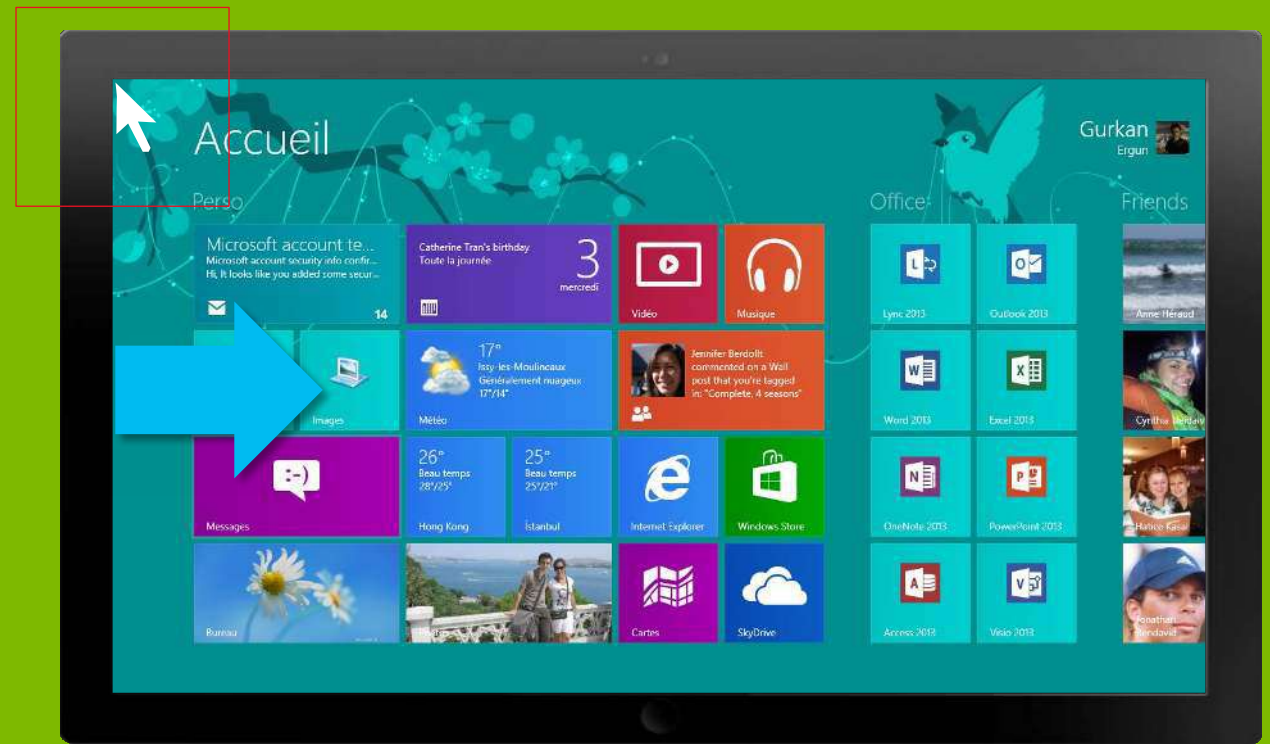 Accueil
Gurkan
Ergun
Perso
Office
Friends
Microsoft account te...
Microsoft account security info confir...
Hi, It looks like you added some secur...
14
Catherine Tran's birthday
Toute la journée
3
mercredi
Vidéo
Musique
Lync 2013
Outlook 2013
Anne Héraud
Images
17°
Issy-les-Moulineaux
Généralement nuageux
17°/14°
Météo
Jennifer Berdollt
commented on a Wall
post that you're tagged
in: "Complete, 4 seasons"
Word 2013
Excel 2013
Cynthia
:-)
Messages
26°
Beau temps
28°/25°
Hong Kong
25°
Beau temps
25°/21°
İstanbul
Internet Explorer
Windows Store
OneNote 2013
PowerPoint 2013
Hatice Kasap
Bureau
Cartes
SkyDrive
Access 2013
Visio 2013
Jonathan
Bendavid